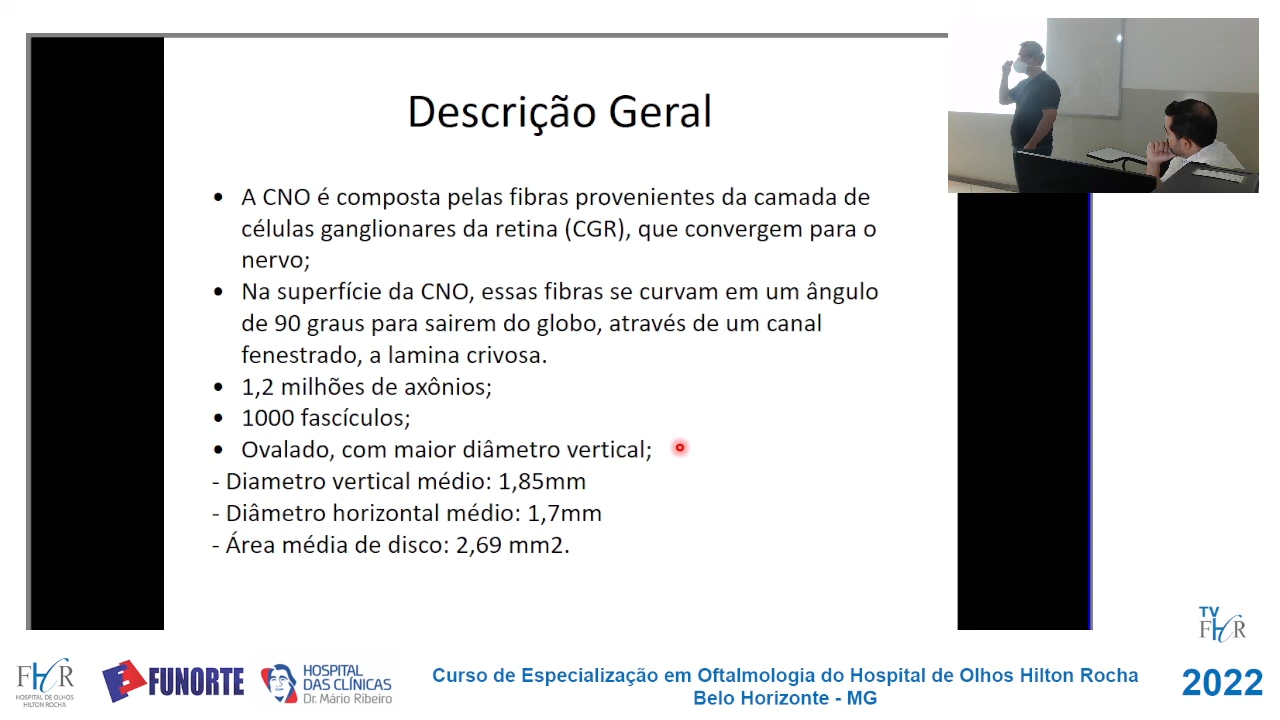 Descrição Geral
• A CNO é composta pelas fibras provenientes da camada de
células ganglionares da retina (CGR), que convergem para o
nervo;
• Na superfície da CNO, essas fibras se curvam em um ângulo
de 90 graus para sairem do globo, através de um canal
fenestrado, a lamina crivosa.
• 1,2 milhões de axônios;
• 1000 fascículos;
• Ovalado, com maior diâmetro vertical;
- Diametro vertical médio: 1,85mm
- Diâmetro horizontal médio: 1,7mm
- Área média de disco: 2,69 mm2.
TV
FHR
FHR
HOSPITAL DE OLHOS
HILTON ROCHA
FUNORTE
HOSPITAL
DAS CLÍNICAS
Dr. Mário Ribeiro
Curso de Especialização em Oftalmologia do Hospital de Olhos Hilton Rocha
Belo Horizonte - MG
2022